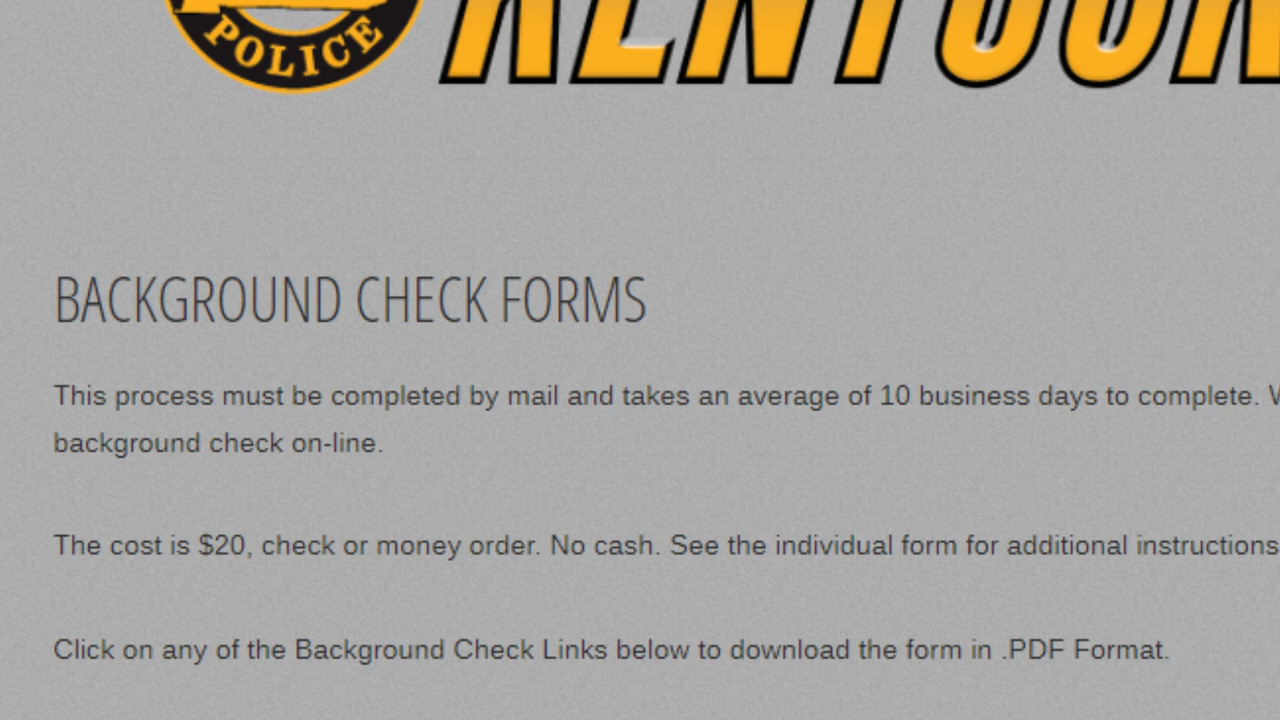 POLICE
BACKGROUND CHECK FORMS
This process must be completed by mail and takes an average of 10 business days to complete.
background check on-line.
The cost is $20, check or money order. No cash. See the individual form for additional instructions
Click on any of the Background Check Links below to download the form in .PDF Format.